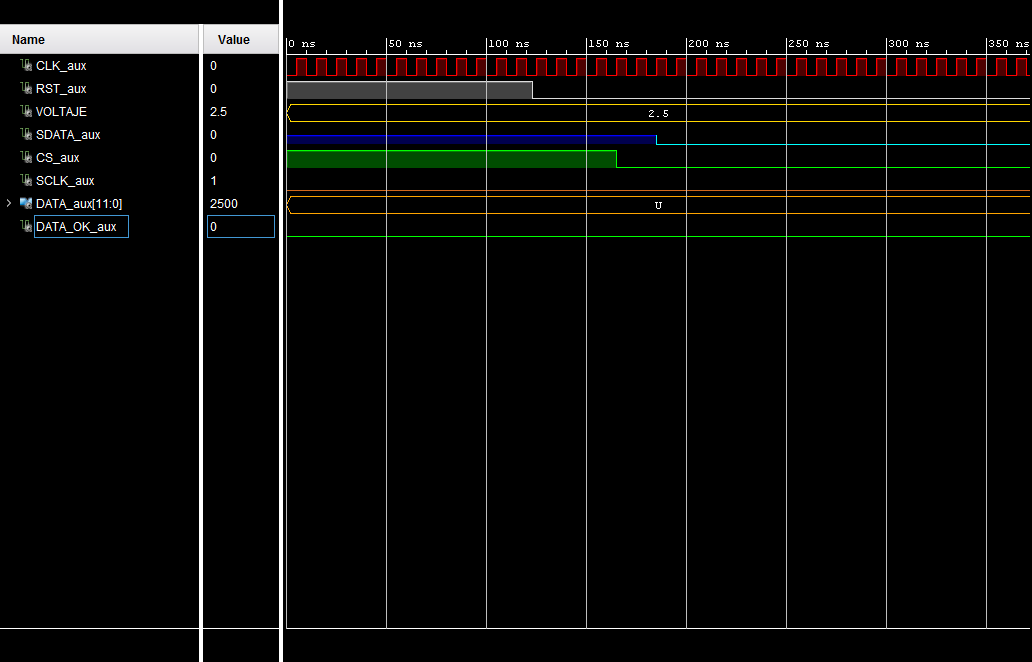 Name Value
0 ns 50 ns 100 ns 150 ns 200 ns 250 ns 300 ns 350 ns
CLK_aux 0
RST_aux 0
VOLTAJE 2.5 2.5
SDATA_aux 0
CS_aux 0
SCLK_aux 1
DATA_aux[11:0] 2500 U
DATA_OK_aux 0